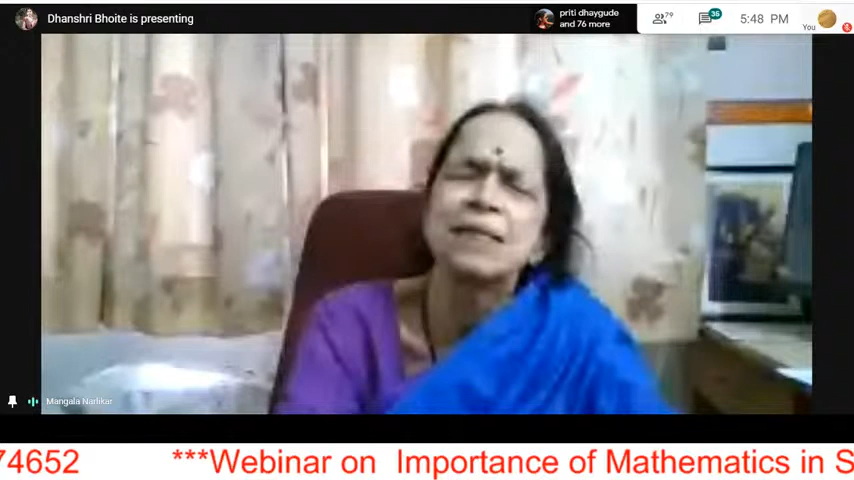 Dhanshri Bhoite is presenting
priti dhaygude
and 76 more
79
35
5:48 PM
You
Mangala Narlikar
74652 ***Webinar on Importance of Mathematics in S